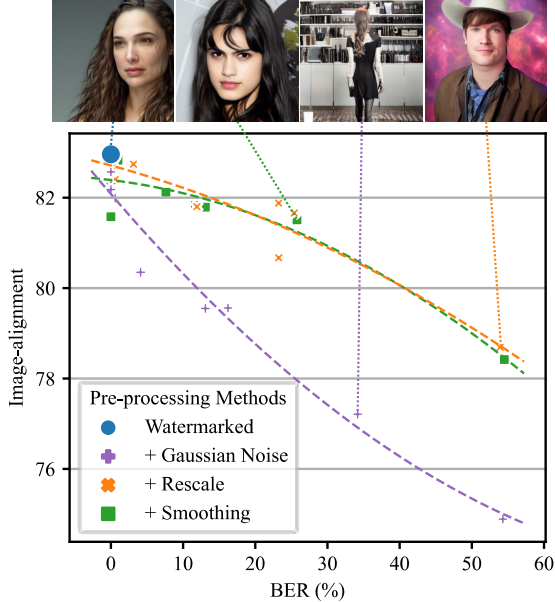 82
80
78
76
Image-alignment
Pre-processing Methods
Watermarked
+ Gaussian Noise
+ Rescale
+ Smoothing
0
10
20
30
40
50
60
BER (%)